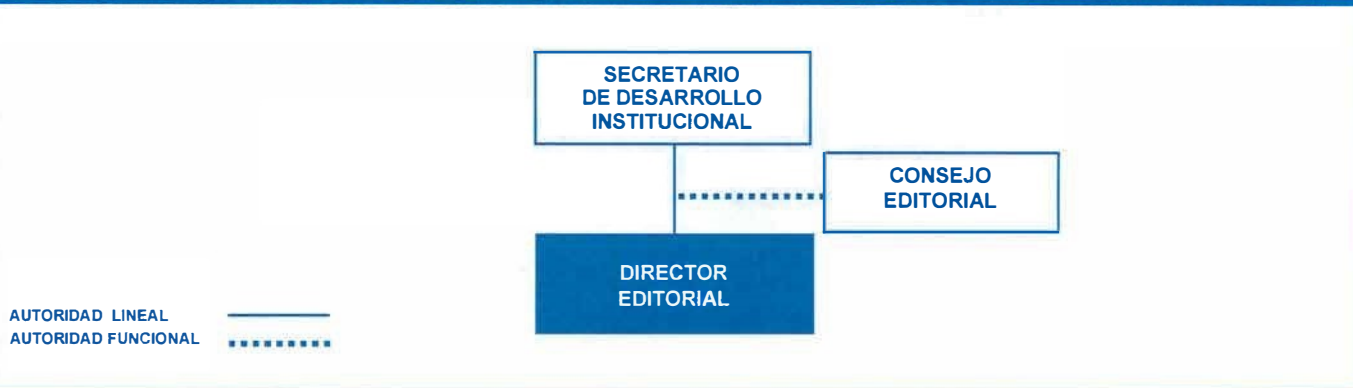 SECRETARIO
DE DESARROLLO
INSTITUCIONAL
CONSEJO
EDITORIAL
DIRECTOR
EDITORIAL
AUTORIDAD LINEAL
AUTORIDAD FUNCIONAL